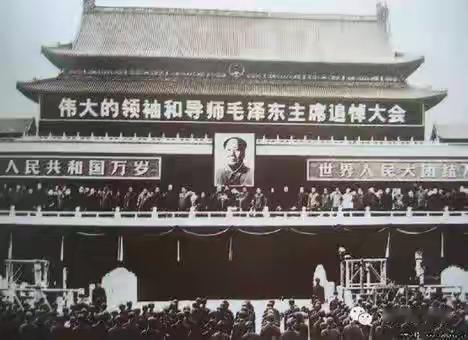 伟大的领袖和导师毛泽东主席追悼大会
人民共和国万岁
世界人民大团结万